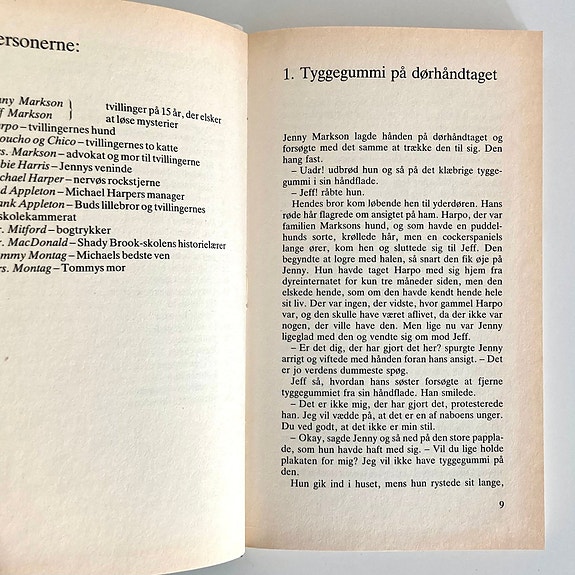 ersonerne:
nny Markson
ff Markson
tvillinger på 15 år, der elsker
at løse mysterier
rpo – tvillingernes hund
oucho og Chico – tvillingernes to katte
rs. Markson – advokat og mor til tvillingerne
bie Harris – Jennys veninde
ichael Harper – nervøs rockstjerne
d Appleton – Michael Harpers manager
ank Appleton – Buds lillebror og tvillingernes
skolekammerat
r. Mitford – bogtrykker
r. MacDonald – Shady Brook-skolens historielærer
ommy Montag – Michaels bedste ven
rs. Montag – Tommys mor
1. Tyggegummi på dørhåndtaget
Jenny Markson lagde hånden på dørhåndtaget og
forsøgte med det samme at trække den til sig. Den
hang fast.
– Uadr! udbrød hun og så på det klæbrige tygge-
gummi i sin håndflade.
– Jeff! råbte hun.
Hendes bror kom løbende hen til yderdøren. Hans
røde hår flagrede om ansigtet på ham. Harpo, der var
familien Marksons hund, og som havde en puddel-
hunds sorte, krøllede hår, men en cockerspaniels
lange ører, kom hen og sluttede sig til Jeff. Den
begyndte at logre med halen, så snart den fik øje på
Jenny. Hun havde taget Harpo med sig hjem fra
dyreinternatet for kun tre måneder siden, men den
elskede hende, som om den havde kendt hende hele
sit liv. Der var ingen, der vidste, hvor gammel Harpo
var, og den skulle have været aflivet, da der ikke var
nogen, der ville have den. Men lige nu var Jenny
ligeglad med den og vendte sig om mod Jeff.
– Er det dig, der har gjort det her? spurgte Jenny
arrigt og viftede med hånden foran hans ansigt. – Det
er jo verdens dummeste spøg.
Jeff så, hvordan hans søster forsøgte at fjerne
tyggegummiet fra sin håndflade. Han smilede.
– Det er ikke mig, der har gjort det, protesterede
han. Jeg vil vædde på, at det er en af naboens unger.
Du ved godt, at det ikke er min stil.
– Okay, sagde Jenny og så ned på den store pappla-
de, som hun havde haft med sig. – Vil du lige holde
plakaten for mig? Jeg vil ikke have tyggegummi på
den.
Hun gik ind i huset, mens hun rystede sit lange,
9